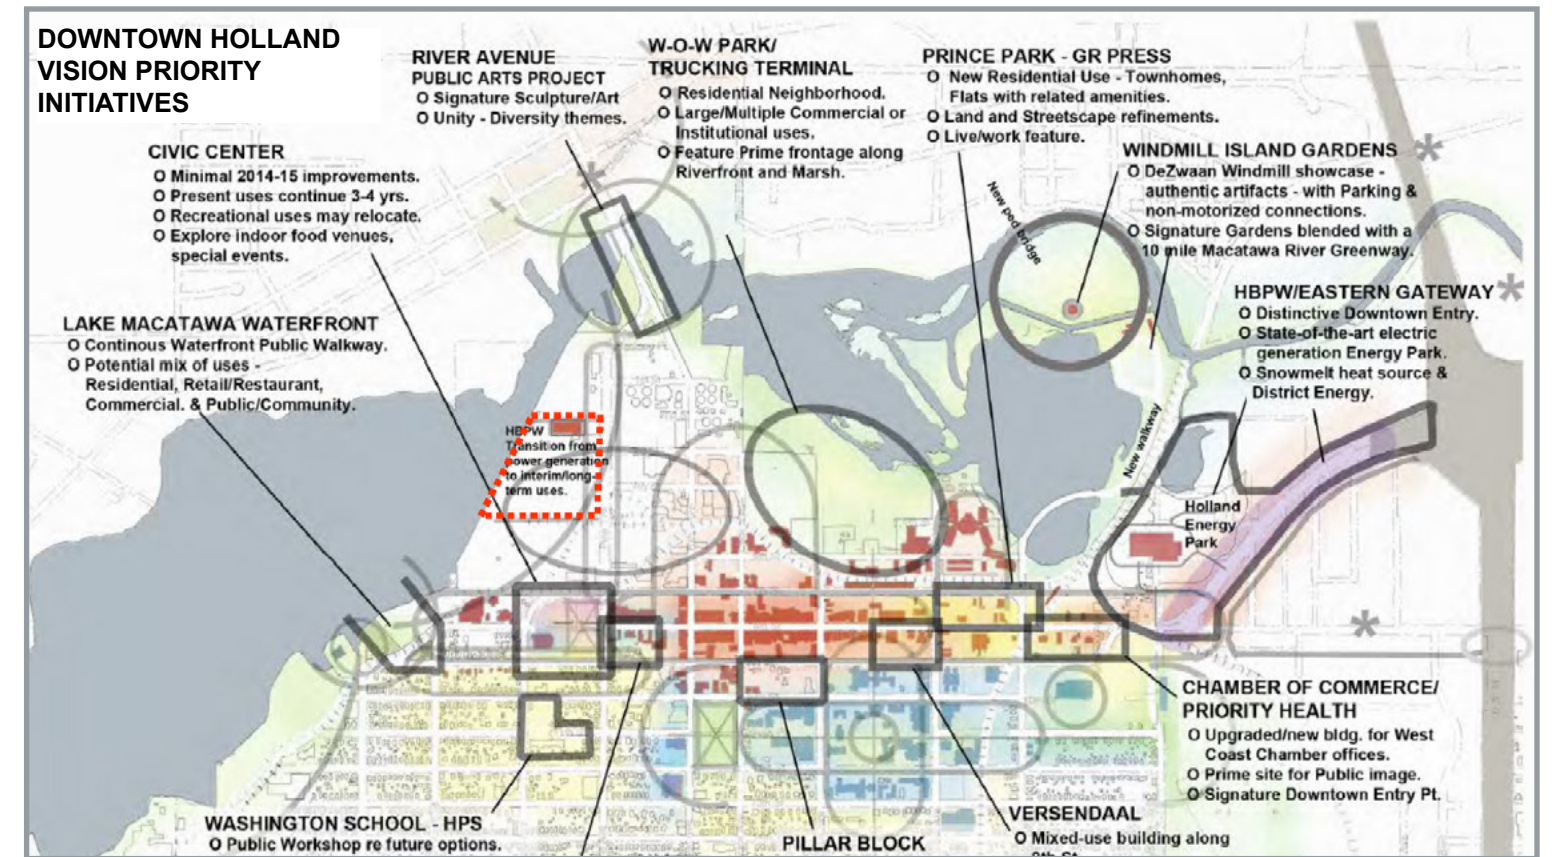 DOWNTOWN HOLLAND
VISION PRIORITY
INITIATIVES
RIVER AVENUE
PUBLIC ARTS PROJECT
O Signature Sculpture/Art
O Unity - Diversity themes.
W-O-W PARK/
TRUCKING TERMINAL
O Residential Neighborhood.
O Large/Multiple Commercial or
Institutional uses.
O Feature Prime frontage along
Riverfront and Marsh.
PRINCE PARK - GR PRESS
O New Residential Use - Townhomes,
Flats with related amenities.
O Land and Streetscape refinements.
O Live/work feature.
CIVIC CENTER
O Minimal 2014-15 improvements.
O Present uses continue 3-4 yrs.
O Recreational uses may relocate.
O Explore indoor food venues,
special events.
WINDMILL ISLAND GARDENS
O DeZwaan Windmill showcase -
authentic artifacts - with Parking &
non-motorized connections.
O Signature Gardens blended with a
10 mile Macatawa River Greenway.
New ped bridge
HBPW/EASTERN GATEWAY
O Distinctive Downtown Entry.
O State-of-the-art electric
generation Energy Park.
O Snowmelt heat source &
District Energy.
LAKE MACATAWA WATERFRONT
O Continous Waterfront Public Walkway.
O Potential mix of uses -
Residential, Retail/Restaurant,
Commercial. & Public/Community.
HBPW
Transition from
power generation
to interim/long-
term uses.
New walkway
Holland
Energy
Park
CHAMBER OF COMMERCE/
PRIORITY HEALTH
O Upgraded/new bldg. for West
Coast Chamber offices.
O Prime site for Public image.
O Signature Downtown Entry Pt.
WASHINGTON SCHOOL - HPS
O Public Workshop re future options.
PILLAR BLOCK
VERSENDAAL
O Mixed-use building along